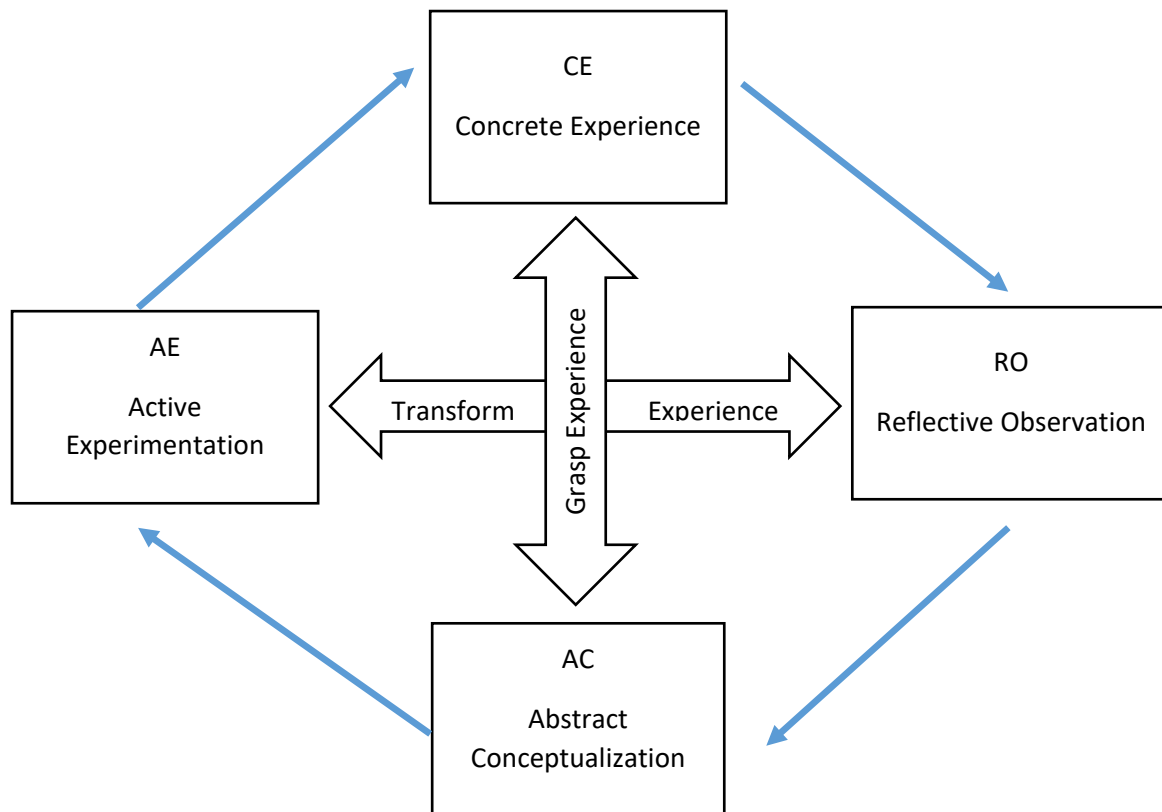 CE
Concrete Experience
AE
Active
Experimentation
Transform
Grasp Experience
Experience
RO
Reflective Observation
AC
Abstract
Conceptualization